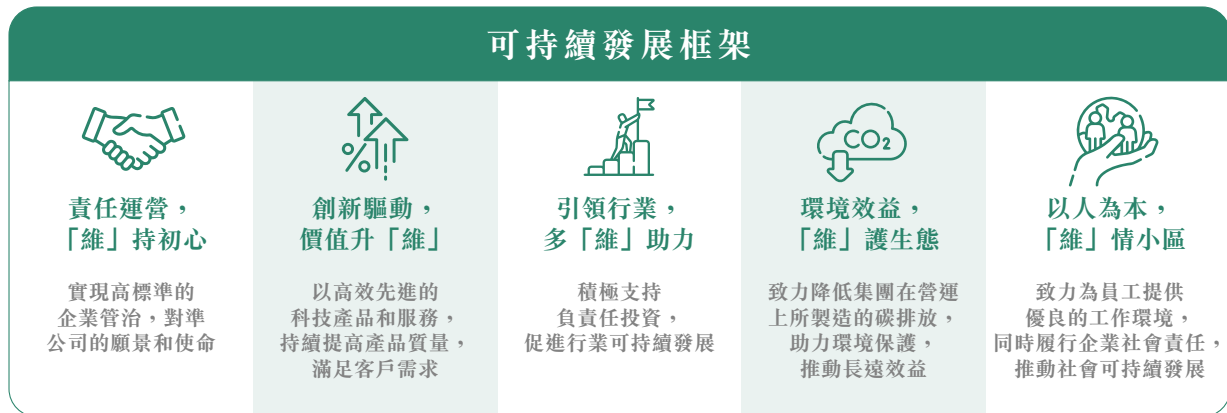 可持續發展框架
CO₂
責任運營，
「維」持初心
實現高標準的
企業管治，對準
公司的願景和使命
創新驅動，
價值升「維」
以高效先進的
科技產品和服務，
持續提高產品質量，
滿足客戶需求
引領行業，
多「維」助力
積極支持
負責任投資，
促進行業可持續發展
環境效益，
「維」護生態
致力降低集團在營運
上所製造的碳排放，
助力環境保護，
推動長遠效益
以人為本，
「維」情小區
致力為員工提供
優良的工作環境，
同時履行企業社會責任，
推動社會可持續發展